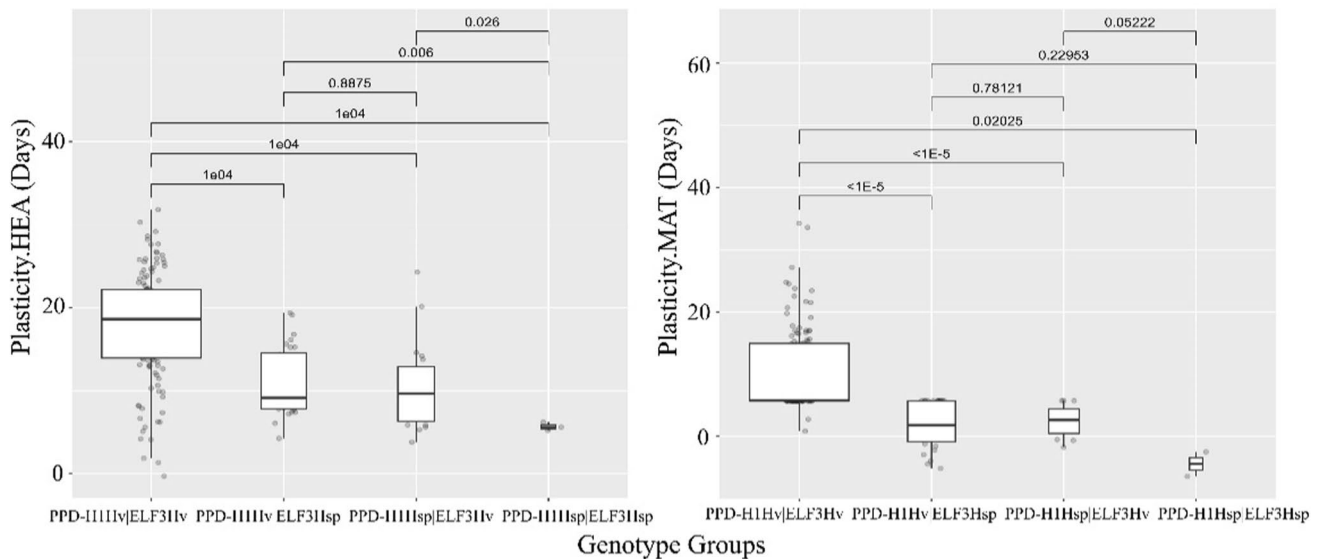 0.026
0.006
0.8875
1e04
1e04
1e04
Plasticity.HEA (Days)
40
20
0
PPD-H1Hv|ELF3Hv PPD-H1Hv ELF3Hsp PPD-H1Hsp|ELF3Hv PPD-H1Hsp|ELF3Hsp
0.05222
0.22953
0.78121
0.02025
<1E-5
<1E-5
Plasticity.MAT (Days)
60
40
20
0
PPD-H1Hv|ELF3Hv PPD-H1Hv ELF3Hsp PPD-H1Hsp|ELF3Hv PPD-H1Hsp|ELF3Hsp
Genotype Groups